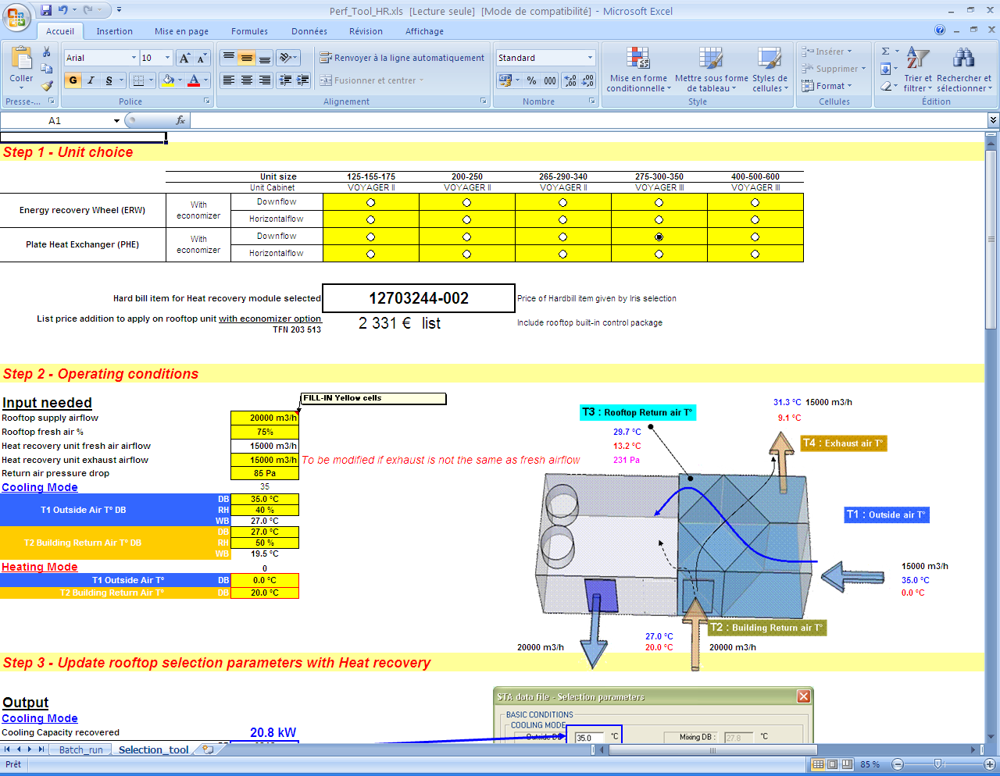 Perf_Tool_HR.xls [Lecture seule] [Mode de compatibilité] - Microsoft Excel
Accueil Insertion Mise en page Formules Données Révision Affichage
Coller
Presse-...
Arial 10
G I S
Police
Renvoyer à la ligne automatiquement
Fusionner et centrer
Alignement
Standard
% 000
Nombre
Mise en forme conditionnelle
Mettre sous forme de tableau
Styles de cellules
Style
Insérer
Supprimer
Format
Cellules
Trier et filtrer
Rechercher et sélectionner
Édition
A1 fx
Step 1 - Unit choice
Unit size 125-155-175 200-250 265-290-340 275-300-350 400-500-600
Unit Cabinet VOYAGER II VOYAGER II VOYAGER II VOYAGER III VOYAGER III
Energy recovery Wheel (ERW) With economizer Downflow
Horizontalflow
Plate Heat Exchanger (PHE) With economizer Downflow
Horizontalflow
Hard bill item for Heat recovery module selected 12703244-002 Price of Hardbill item given by Iris selection
List price addition to apply on rooftop unit with economizer option 2 331 € list Include rooftop built-in control package
TFN 203 513
Step 2 - Operating conditions
Input needed
FILL-IN Yellow cells
Rooftop supply airflow 20000 m3/h
Rooftop fresh air % 75%
Heat recovery unit fresh air airflow 15000 m3/h
Heat recovery unit exhaust airflow 15000 m3/h To be modified if exhaust is not the same as fresh airflow
Return air pressure drop 85 Pa
Cooling Mode 35
T1 Outside Air T° DB DB 35.0 °C
RH 40 %
WB 27.0 °C
T2 Building Return Air T° DB DB 27.0 °C
RH 50 %
WB 19.5 °C
Heating Mode 0
T1 Outside Air T° DB 0.0 °C
T2 Building Return Air T° DB 20.0 °C
T3 : Rooftop Return air T°
29.7 °C
13.2 °C
231 Pa
31.3 °C 15000 m3/h
9.1 °C
T4 : Exhaust air T°
T1 : Outside air T°
15000 m3/h
35.0 °C
0.0 °C
T2 : Building Return air T°
27.0 °C
20000 m3/h 20.0 °C 20000 m3/h
Step 3 - Update rooftop selection parameters with Heat recovery
Output
Cooling Mode
Cooling Capacity recovered 20.8 kW
STA data file - Selection parameters
BASIC CONDITIONS
COOLING MODE
Outside DB 35.0 °C Mixing DB : 27.8 °C
Batch_run Selection_tool
Prêt 85 %